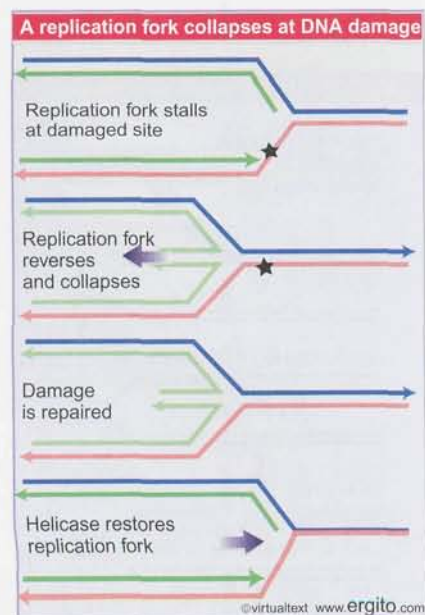 A replication fork collapses at DNA damage
Replication fork stalls
at damaged site
Replication fork
reverses
and collapses
Damage
is repaired
Helicase restores
replication fork
©virtualtext www.ergito.com